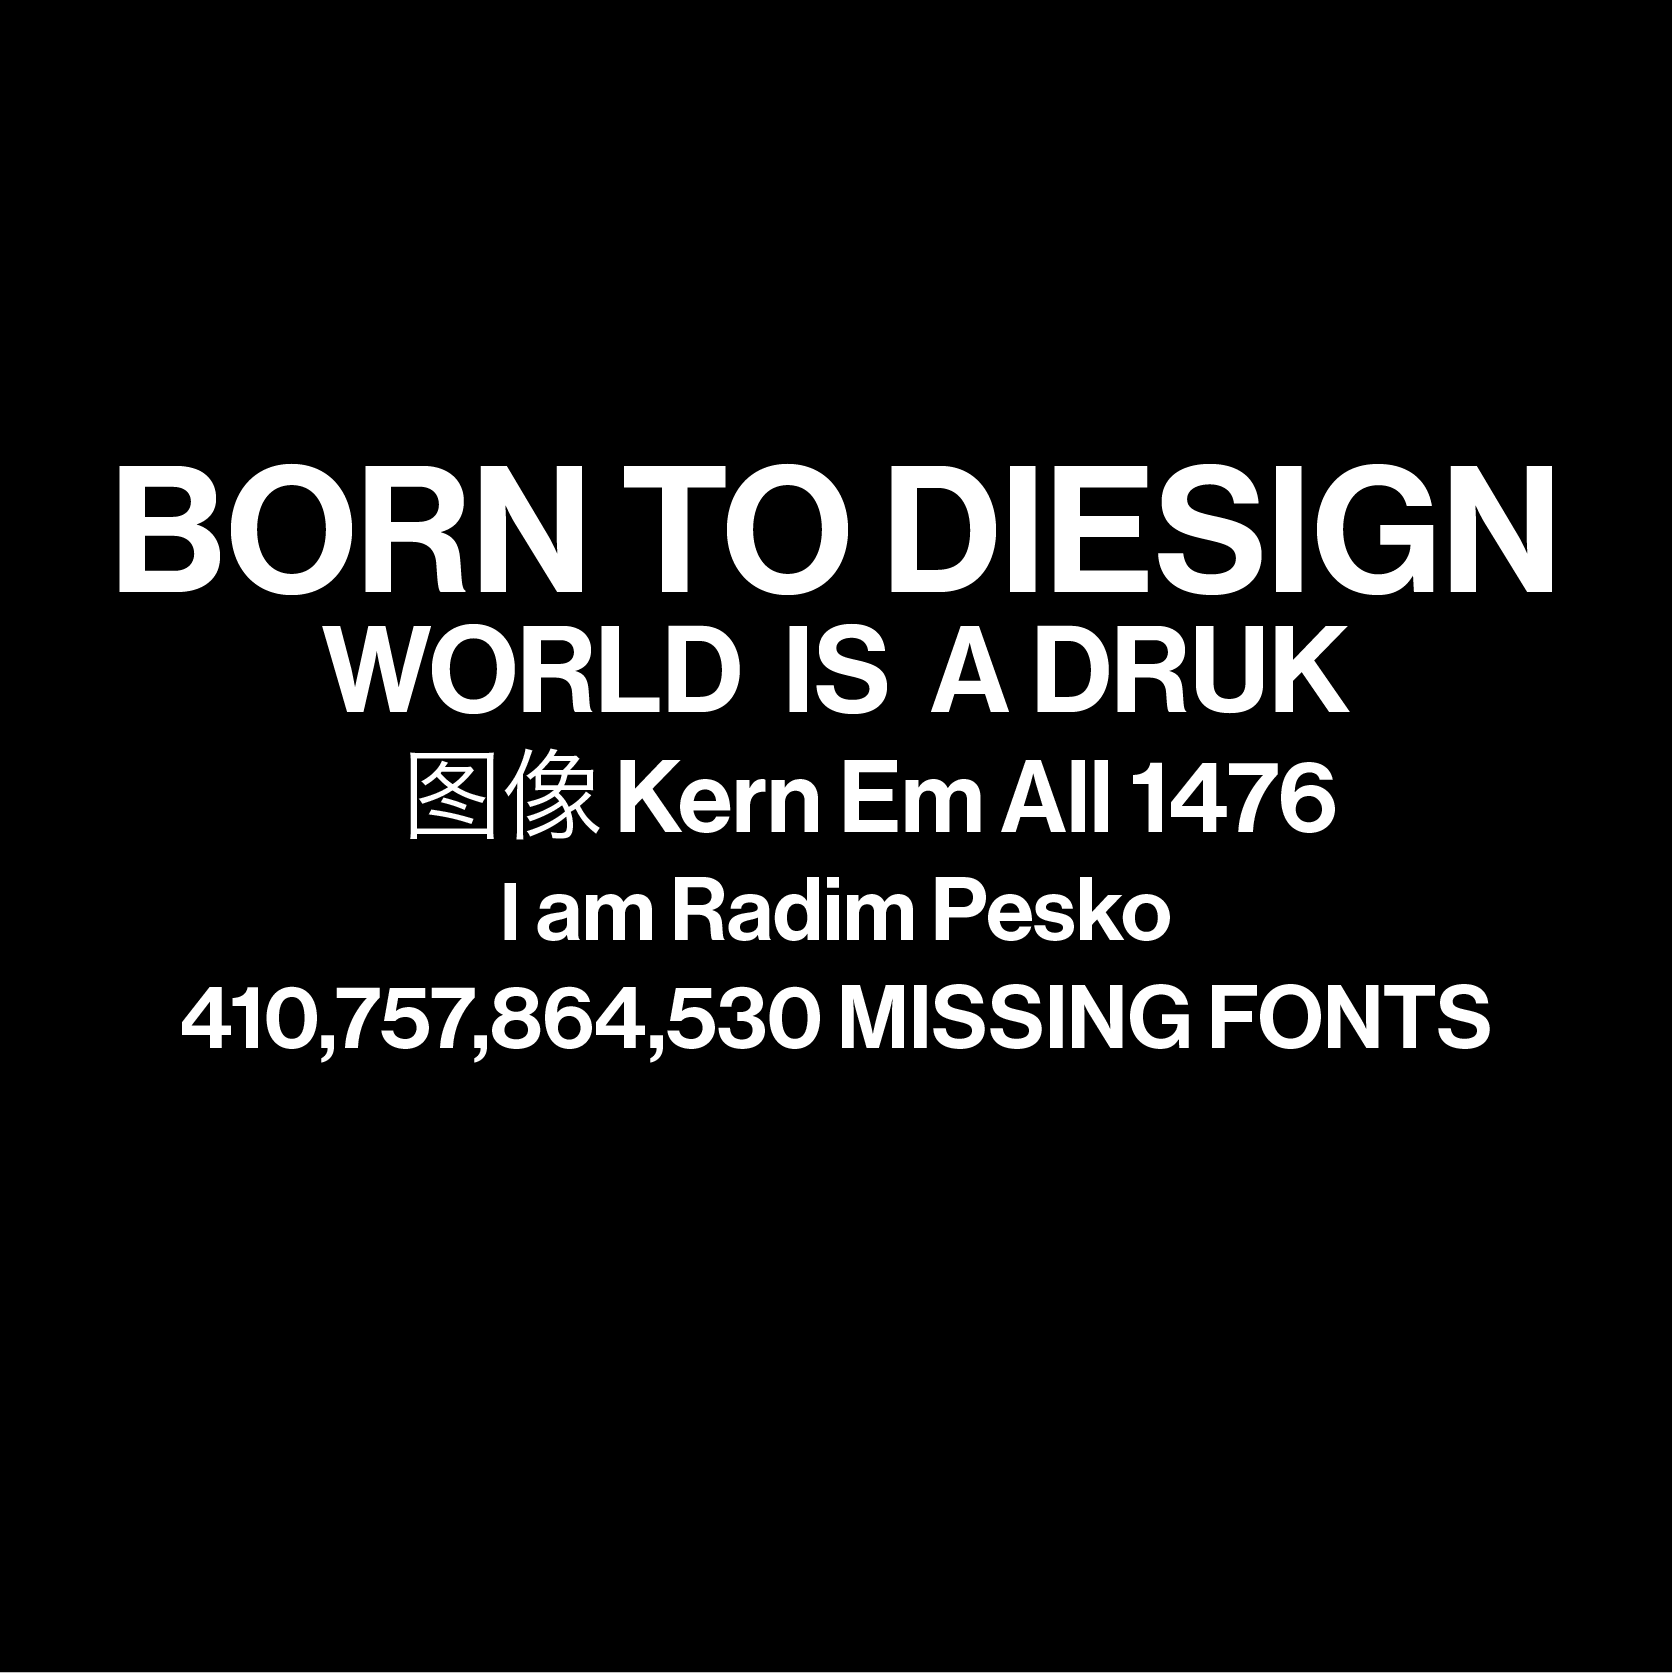 BORN TO DIESIGN
WORLD IS A DRUK
图像 Kern Em All 1476
I am Radim Pesko
410,757,864,530 MISSING FONTS